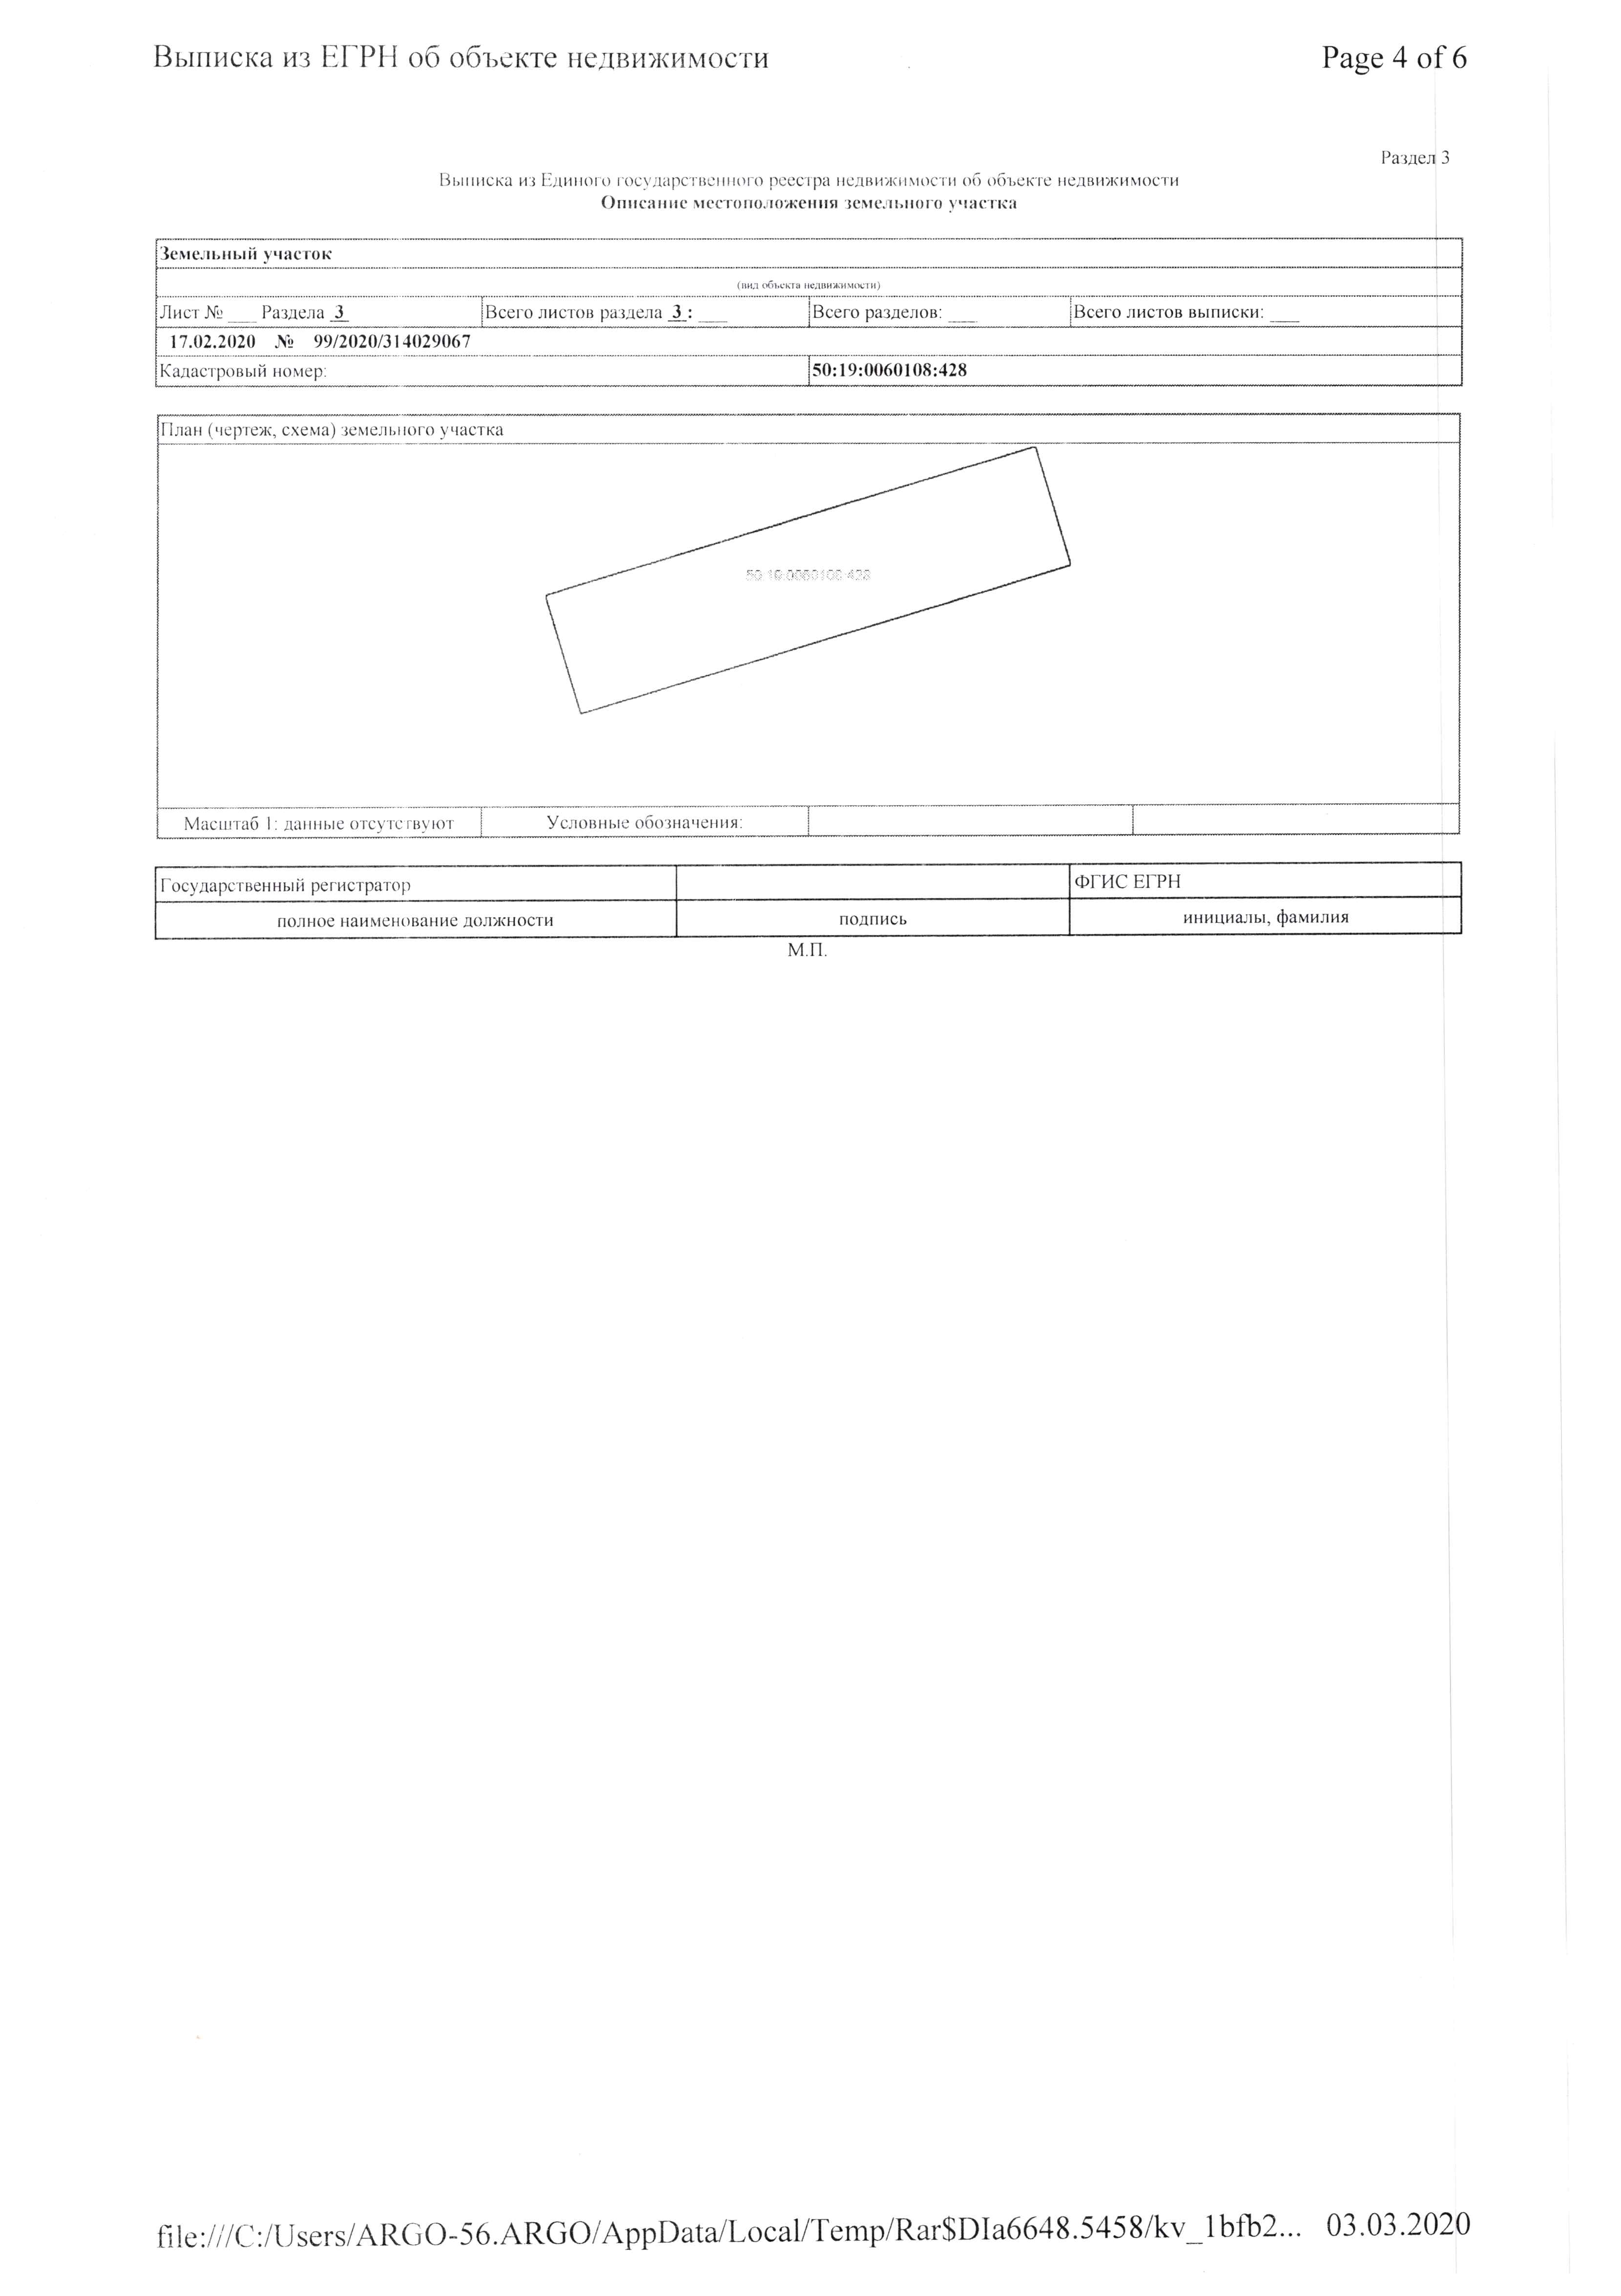 Выписка из ЕГРН об объекте недвижимости Page 4 of 6
Раздел 3
Выписка из Единого государственного реестра недвижимости об объекте недвижимости
Описание местоположения земельного участка
Земельный участок
(вид объекта недвижимости)
Лист № ___ Раздела 3 Всего листов раздела 3 : ___ Всего разделов: ___ Всего листов выписки: ___
17.02.2020 № 99/2020/314029067
Кадастровый номер: 50:19:0060108:428
План (чертеж, схема) земельного участка
50:19:0060108:428
Масштаб 1: данные отсутствуют Условные обозначения:
Государственный регистратор ФГИС ЕГРН
полное наименование должности подпись инициалы, фамилия
М.П.
file:///C:/Users/ARGO-56.ARGO/AppData/Local/Temp/Rar$DIa6648.5458/kv_1bfb2... 03.03.2020